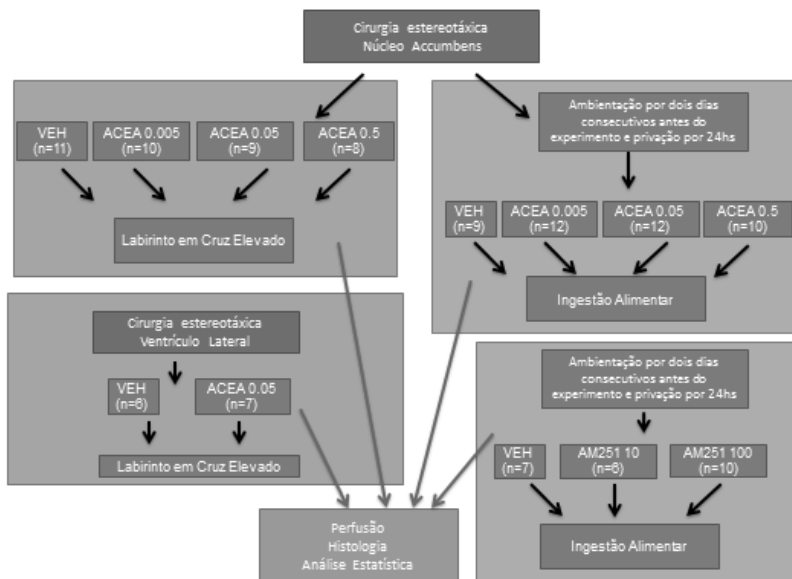 Cirurgia estereotáxica
Núcleo Accumbens
VEH
(n=11)
ACEA 0.005
(n=10)
ACEA 0.05
(n=9)
ACEA 0.5
(n=8)
Labirinto em Cruz Elevado
Ambientação por dois dias
consecutivos antes do
experimento e privação por 24hs
VEH
(n=9)
ACEA 0.005
(n=12)
ACEA 0.05
(n=12)
ACEA 0.5
(n=10)
Ingestão Alimentar
Cirurgia estereotáxica
Ventrículo Lateral
VEH
(n=6)
ACEA 0.05
(n=7)
Labirinto em Cruz Elevado
Ambientação por dois dias
consecutivos antes do
experimento e privação por 24hs
VEH
(n=7)
AM251 10
(n=6)
AM251 100
(n=10)
Ingestão Alimentar
Perfusão
Histologia
Análise Estatística